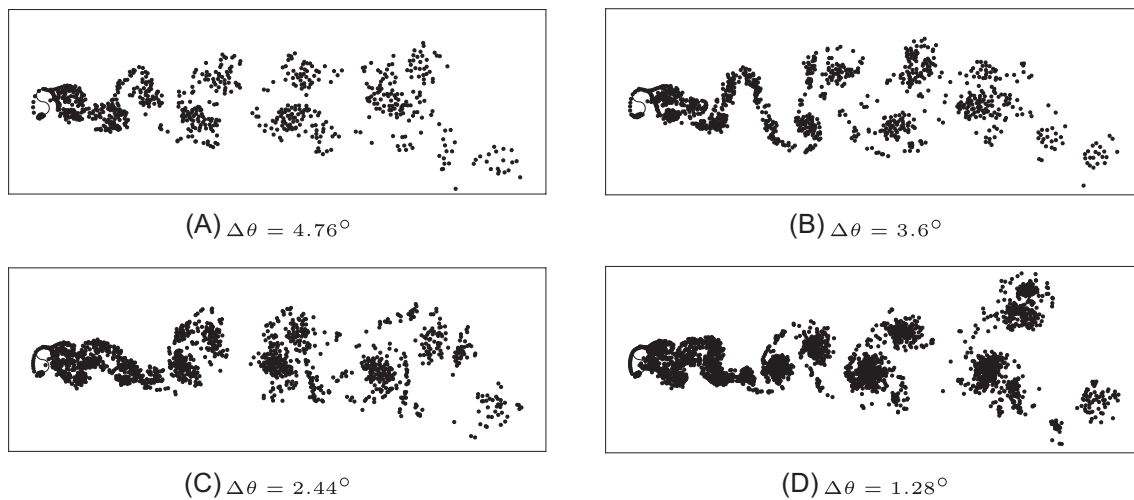 (A) Δθ = 4.76°
(B) Δθ = 3.6°
(C) Δθ = 2.44°
(D) Δθ = 1.28°